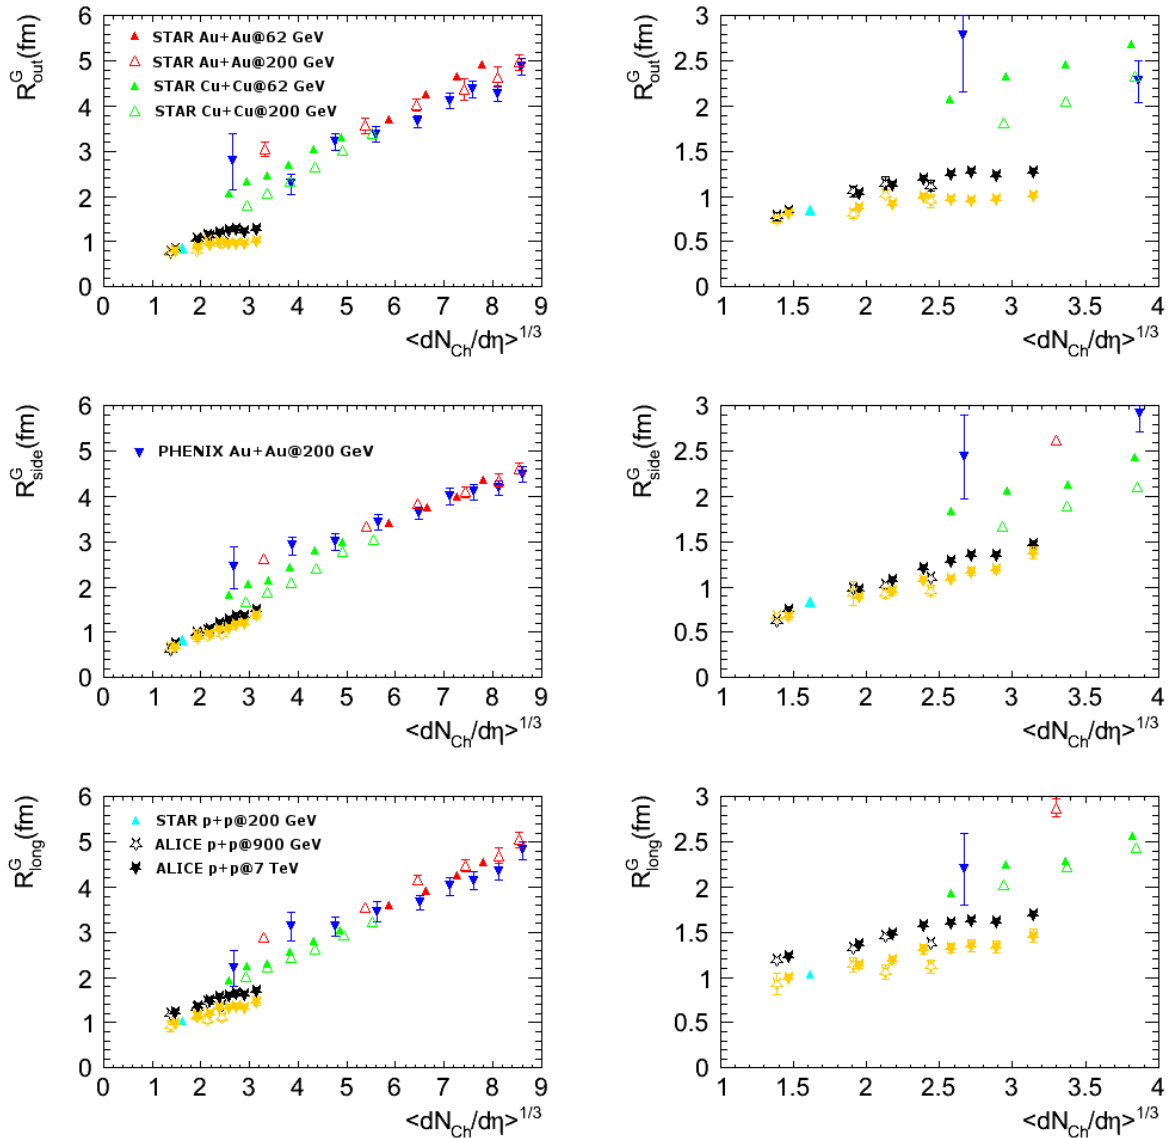 R^G_out(fm)
6
5
4
3
2
1
0
STAR Au+Au@62 GeV
STAR Au+Au@200 GeV
STAR Cu+Cu@62 GeV
STAR Cu+Cu@200 GeV
0 1 2 3 4 5 6 7 8 9
<dN_Ch/dη>^1/3
R^G_out(fm)
3
2.5
2
1.5
1
0.5
0
1 1.5 2 2.5 3 3.5 4
<dN_Ch/dη>^1/3
R^G_side(fm)
6
5
4
3
2
1
0
PHENIX Au+Au@200 GeV
0 1 2 3 4 5 6 7 8 9
<dN_Ch/dη>^1/3
R^G_side(fm)
3
2.5
2
1.5
1
0.5
0
1 1.5 2 2.5 3 3.5 4
<dN_Ch/dη>^1/3
R^G_long(fm)
6
5
4
3
2
1
0
STAR p+p@200 GeV
ALICE p+p@900 GeV
ALICE p+p@7 TeV
0 1 2 3 4 5 6 7 8 9
<dN_Ch/dη>^1/3
R^G_long(fm)
3
2.5
2
1.5
1
0.5
0
1 1.5 2 2.5 3 3.5 4
<dN_Ch/dη>^1/3